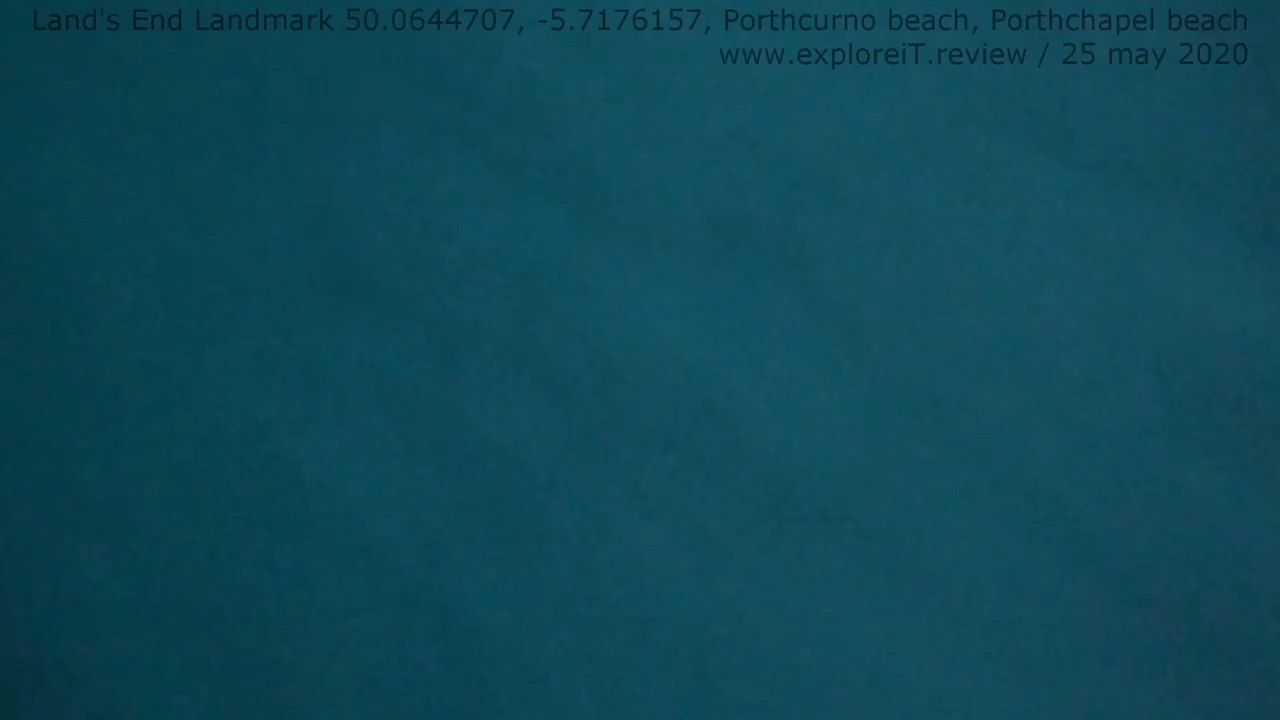 Land's End Landmark 50.0644707, -5.7176157, Porthcurno beach, Porthchapel beach
www.exploreiT.review / 25 may 2020